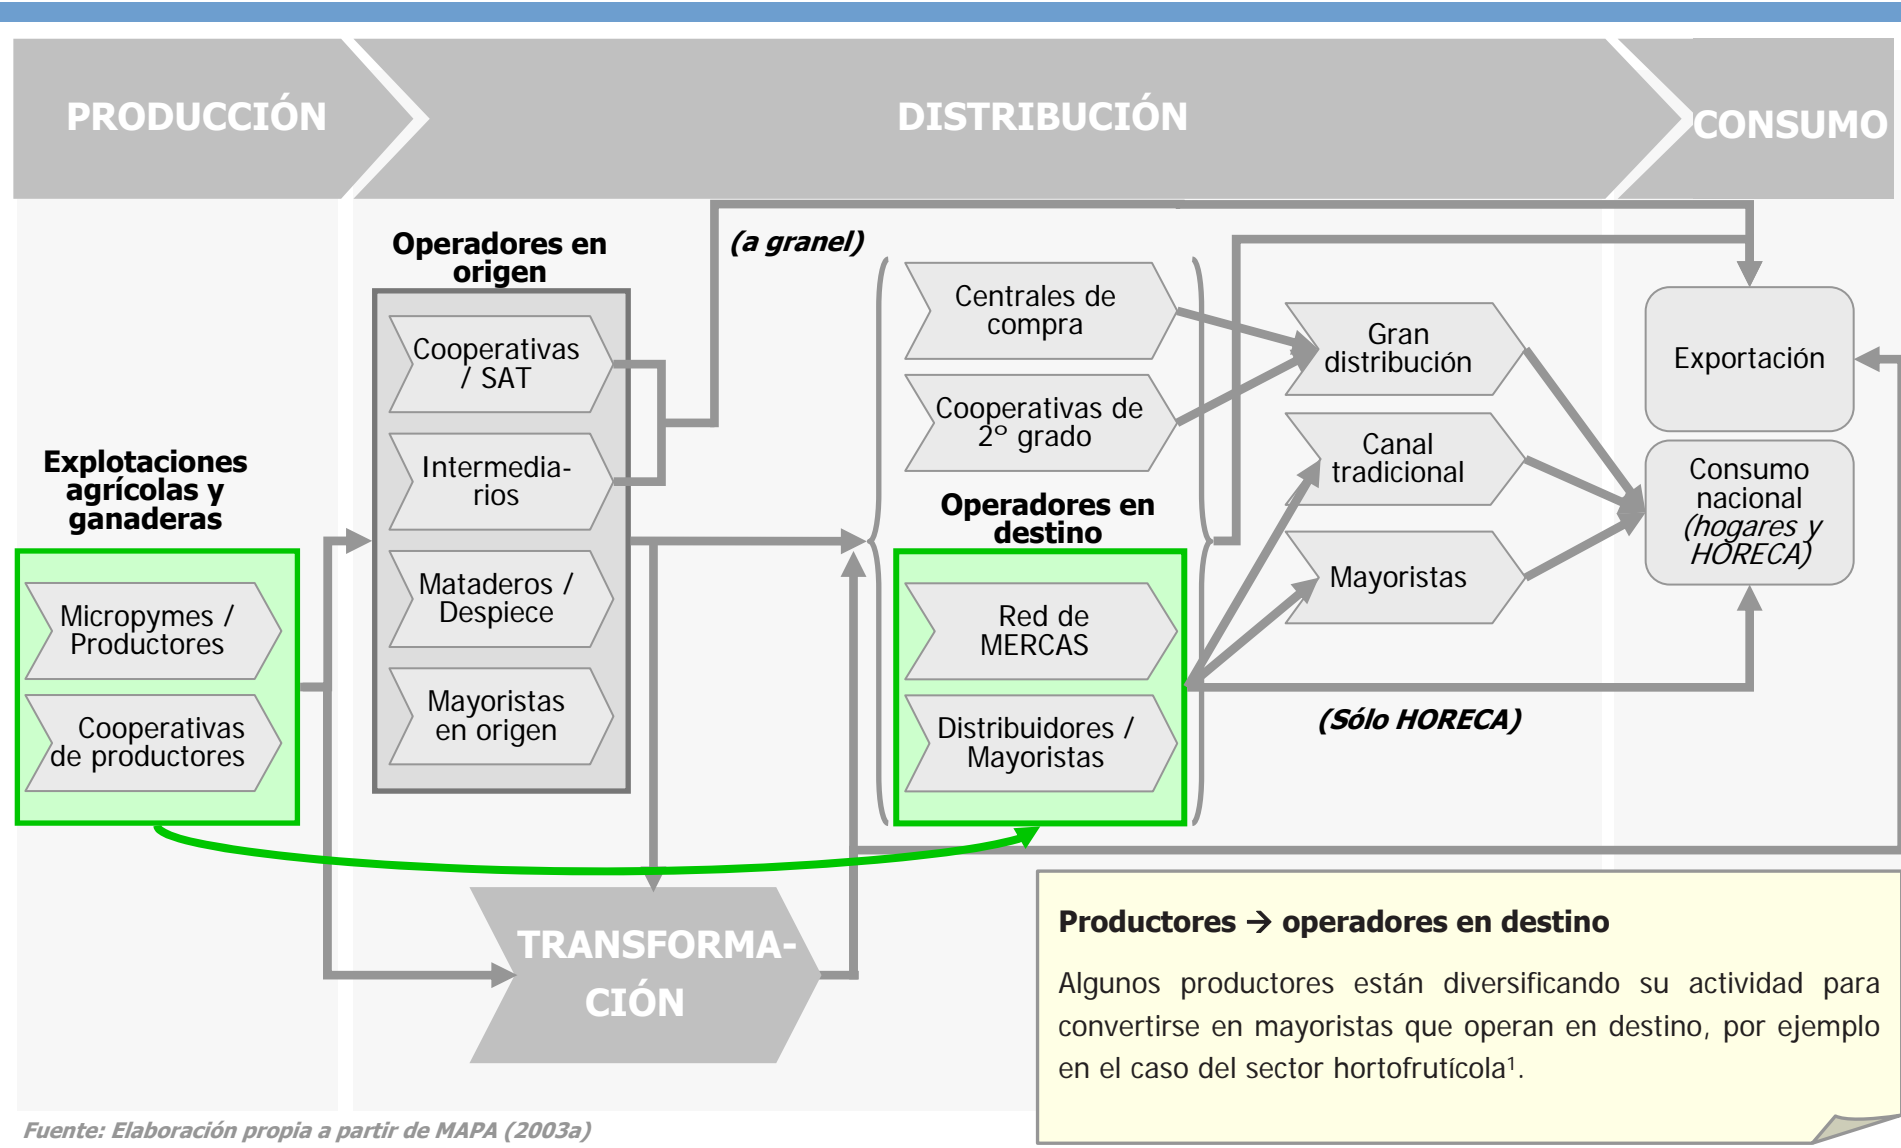 PRODUCCIÓN
DISTRIBUCIÓN
CONSUMO
Operadores en
origen
(a granel)
Cooperativas
/ SAT
Intermedia-
rios
Mataderos /
Despiece
Mayoristas
en origen
Explotaciones
agrícolas y
ganaderas
Micropymes /
Productores
Cooperativas
de productores
Centrales de
compra
Cooperativas de
2º grado
Operadores en
destino
Red de
MERCAS
Distribuidores /
Mayoristas
Gran
distribución
Canal
tradicional
Mayoristas
(Sólo HORECA)
Exportación
Consumo
nacional
(hogares y
HORECA)
TRANSFORMA-
CIÓN
Productores → operadores en destino
Algunos productores están diversificando su actividad para
convertirse en mayoristas que operan en destino, por ejemplo
en el caso del sector hortofrutícola¹.
Fuente: Elaboración propia a partir de MAPA (2003a)